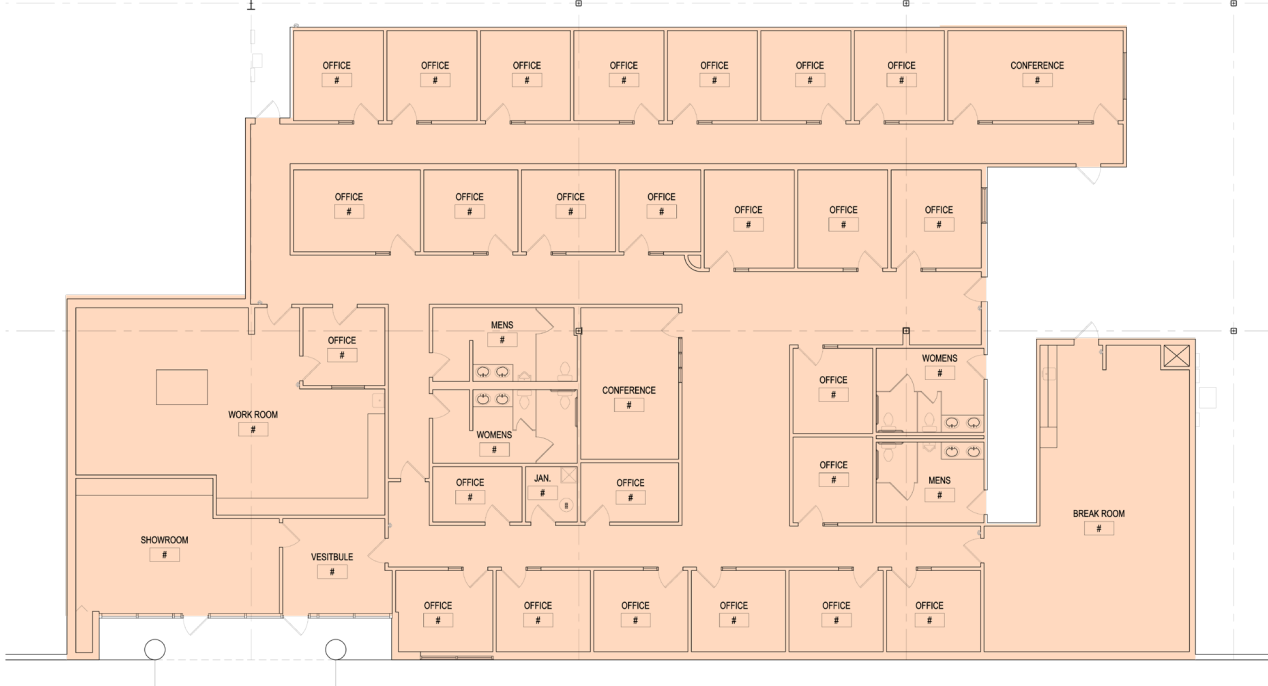 OFFICE
#
OFFICE
#
OFFICE
#
OFFICE
#
OFFICE
#
OFFICE
#
OFFICE
#
CONFERENCE
#
OFFICE
#
OFFICE
#
OFFICE
#
OFFICE
#
OFFICE
#
OFFICE
#
OFFICE
#
MENS
#
OFFICE
#
WOMENS
#
OFFICE
#
CONFERENCE
#
WORK ROOM
#
WOMENS
#
OFFICE
#
JAN.
#
OFFICE
#
OFFICE
#
MENS
#
BREAK ROOM
#
SHOWROOM
#
VESITBULE
#
OFFICE
#
OFFICE
#
OFFICE
#
OFFICE
#
OFFICE
#
OFFICE
#